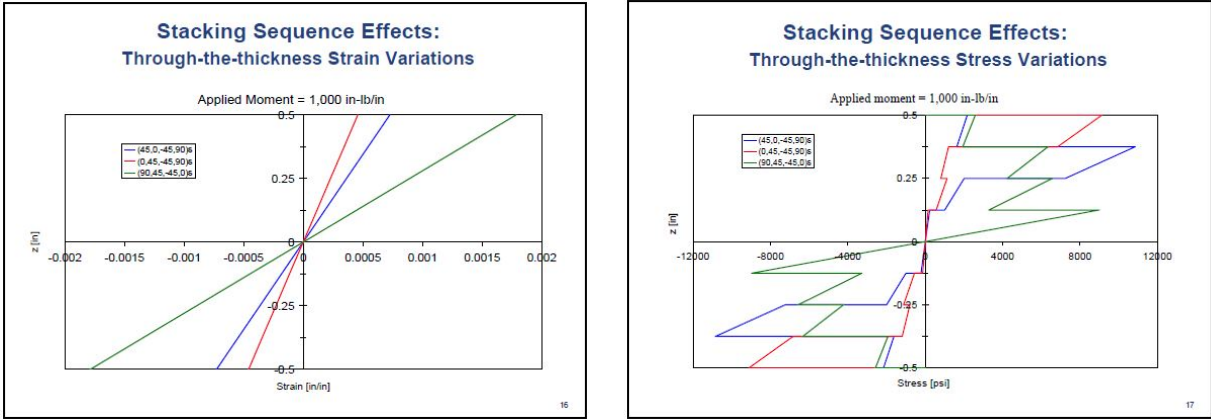 Stacking Sequence Effects:
Through-the-thickness Strain Variations
Applied Moment = 1,000 in-lb/in
0.5
(45,0,-45,90)s
(0,45,-45,90)s
(90,45,-45,0)s
0.25
z [in]
0
-0.002 -0.0015 -0.001 -0.0005 0 0.0005 0.001 0.0015 0.002
-0.25
-0.5
Strain [in/in]
16
Stacking Sequence Effects:
Through-the-thickness Stress Variations
Applied moment = 1,000 in-lb/in
0.5
(45,0,-45,90)s
(0,45,-45,90)s
(90,45,-45,0)s
0.25
z [in]
0
-12000 -8000 -4000 0 4000 8000 12000
-0.25
-0.5
Stress [psi]
17